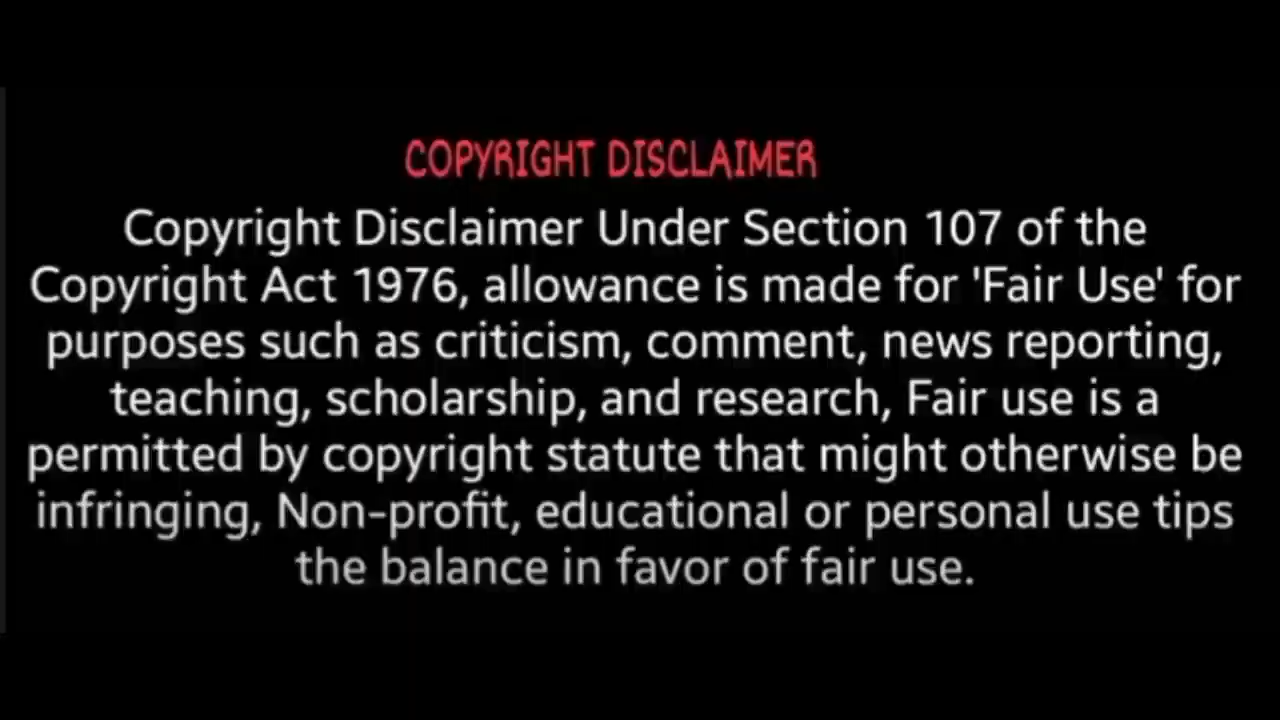 COPYRIGHT DISCLAIMER
Copyright Disclaimer Under Section 107 of the
Copyright Act 1976, allowance is made for 'Fair Use' for
purposes such as criticism, comment, news reporting,
teaching, scholarship, and research, Fair use is a
permitted by copyright statute that might otherwise be
infringing, Non-profit, educational or personal use tips
the balance in favor of fair use.